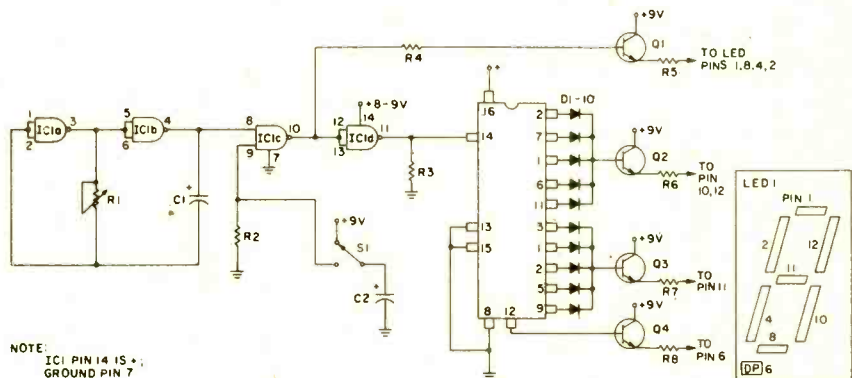 +9V
Q1
R4
R5
TO LED
PINS 1,8,4,2
+
D1-10
16
2
+8-9V
14
1
3
IC1a
2
5
4
IC1b
6
8
10
IC1c
9
7
12
11
IC1d
13
14
7
1
6
11
+9V
Q2
R6
TO
PIN
10,12
LED 1
PIN 1
2
12
11
4
10
8
DP 6
R1
C1
+
R2
+9V
S1
+
C2
R3
13
15
3
1
2
5
9
+9V
Q3
R7
TO
PIN 11
8
12
+9V
Q4
R8
TO
PIN 6
NOTE:
IC1 PIN 14 IS +;
GROUND PIN 7